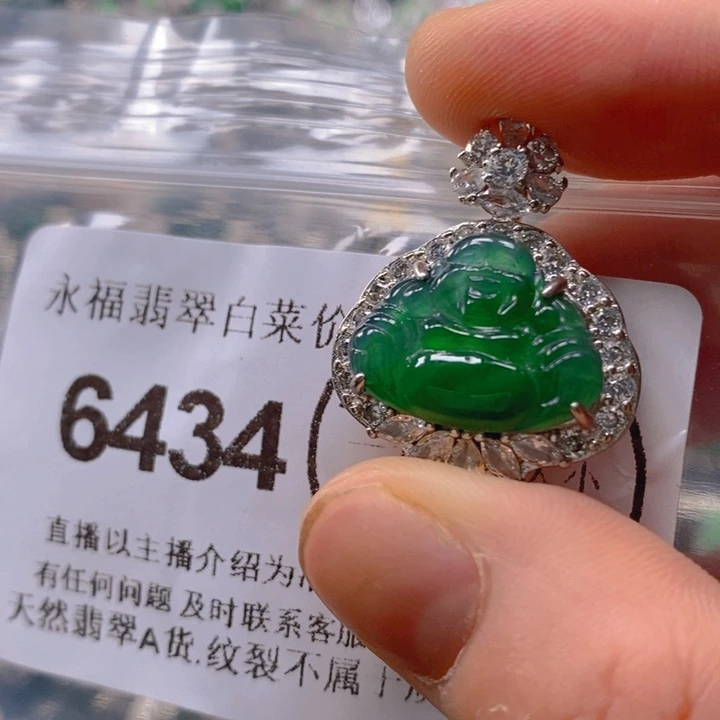 永福翡翠白菜价
6434
直播以主播介绍为
有任何问题 及时联系客服
天然翡翠A货.纹裂不属于